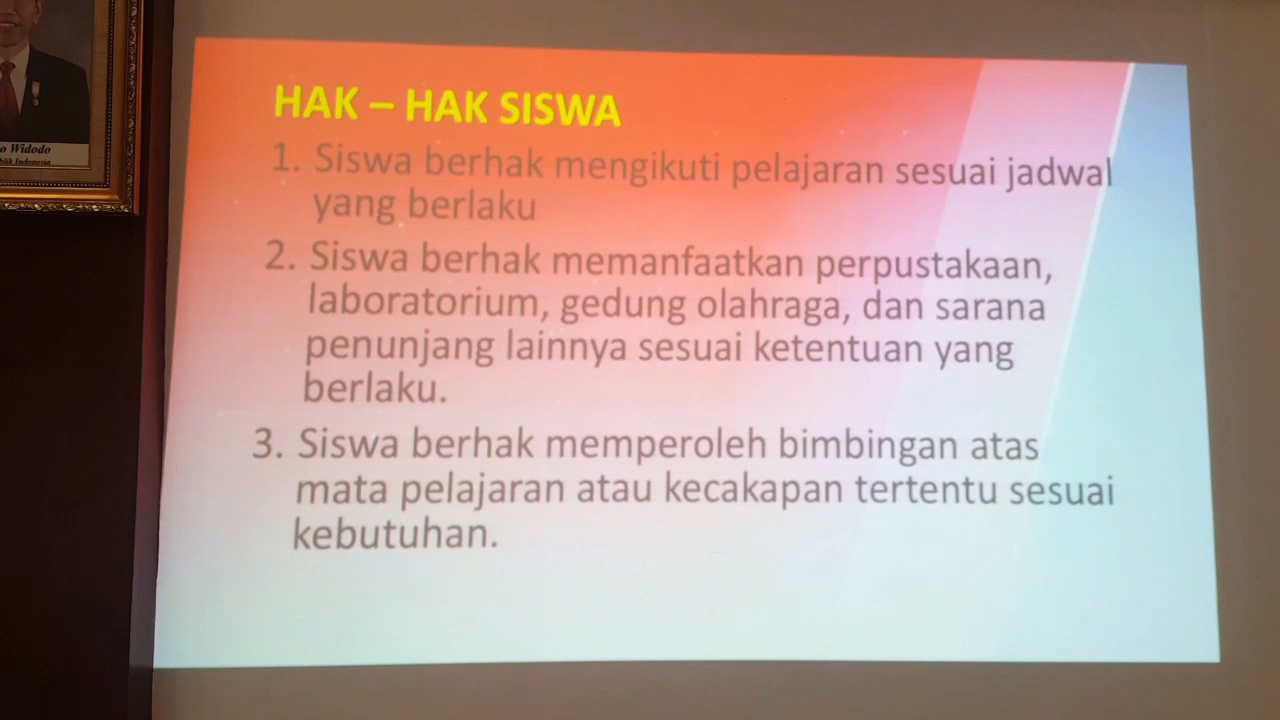 o Widodo
blik Indonesia
HAK – HAK SISWA
1. Siswa berhak mengikuti pelajaran sesuai jadwal
yang berlaku
2. Siswa berhak memanfaatkan perpustakaan,
laboratorium, gedung olahraga, dan sarana
penunjang lainnya sesuai ketentuan yang
berlaku.
3. Siswa berhak memperoleh bimbingan atas
mata pelajaran atau kecakapan tertentu sesuai
kebutuhan.